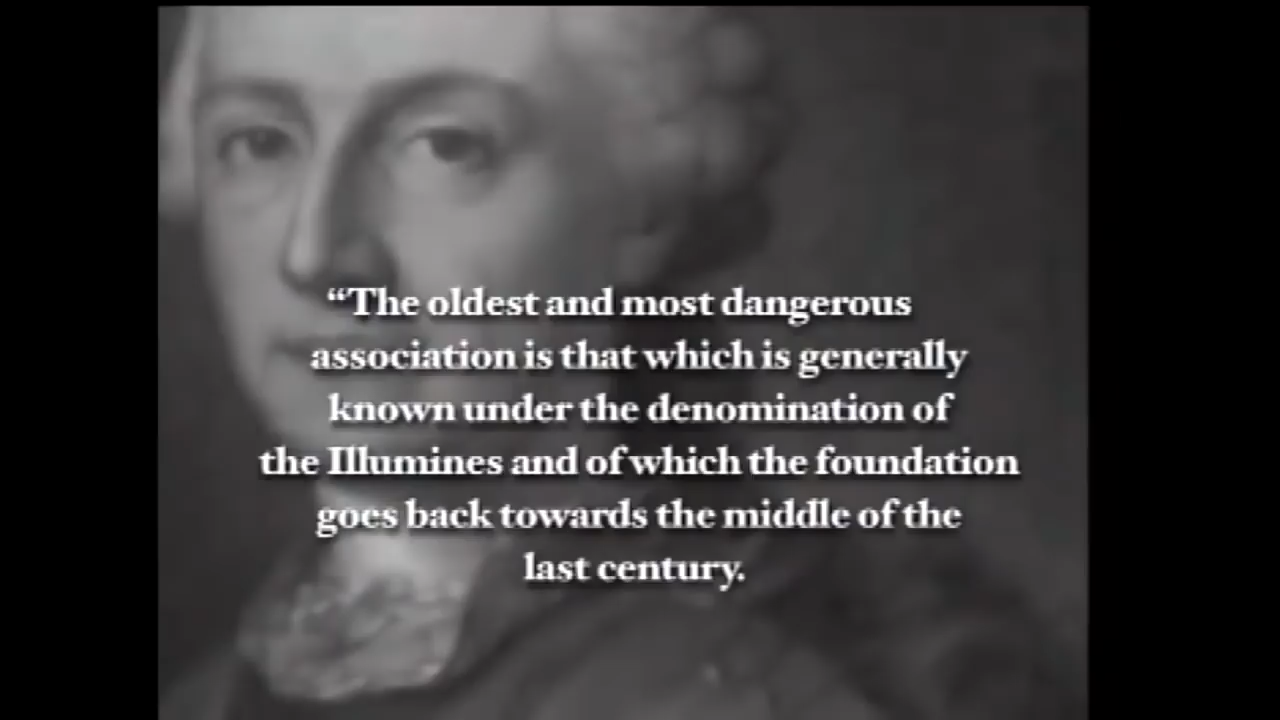 “The oldest and most dangerous
association is that which is generally
known under the denomination of
the Illumines and of which the foundation
goes back towards the middle of the
last century.